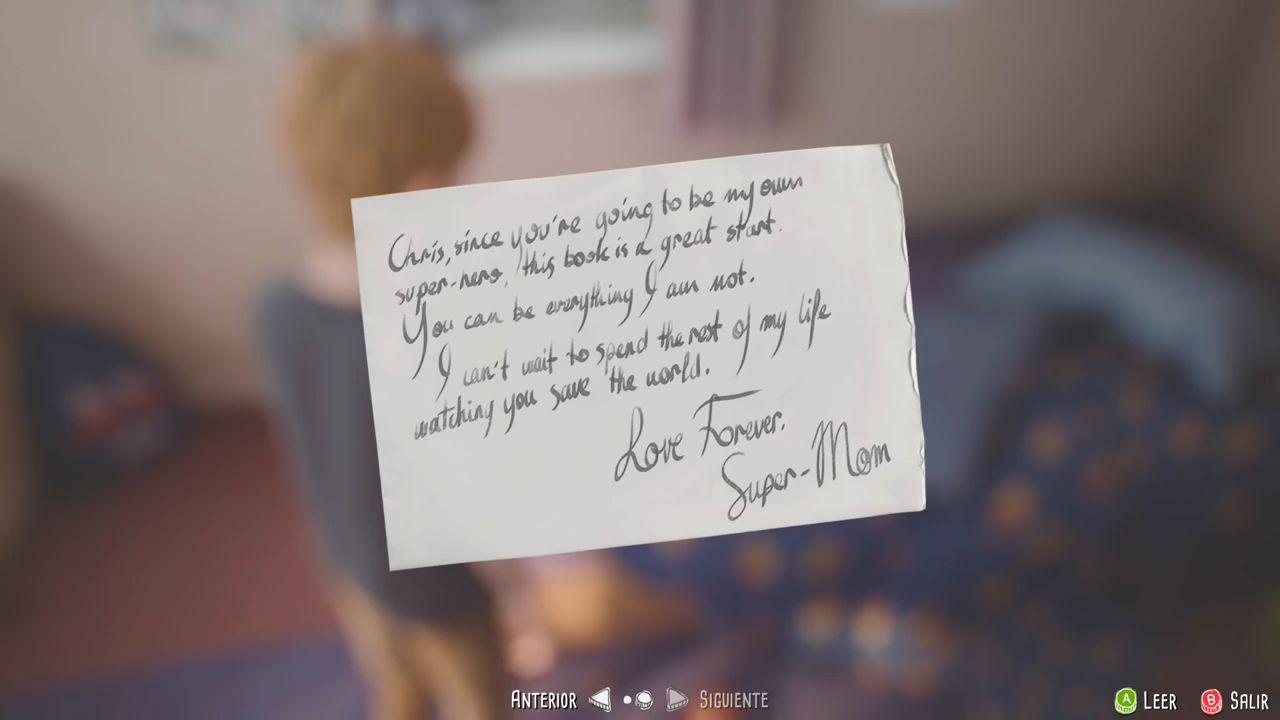 Chris, since you're going to be my own
super-hero, this book is a great start.
You can be everything I am not.
I can't wait to spend the rest of my life
watching you save the world.
Love Forever.
Super-Mom
ANTERIOR SIGUIENTE
A LEER B SALIR